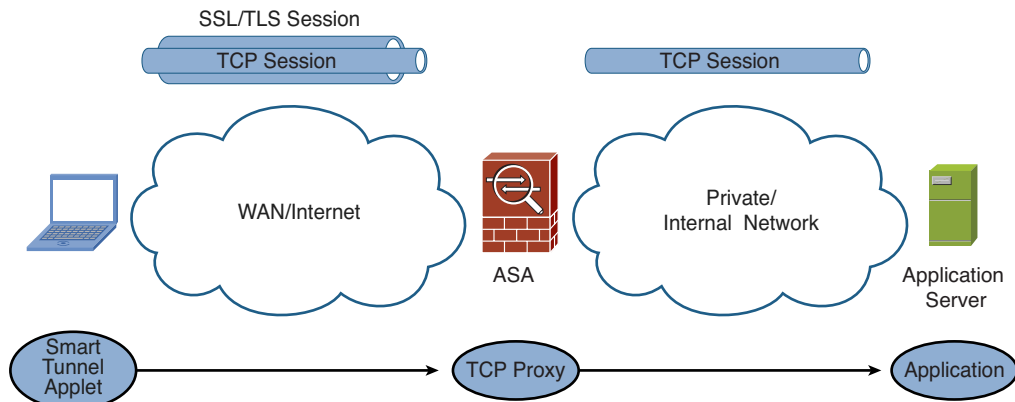 SSL/TLS Session
TCP Session
TCP Session
WAN/Internet
Private/
Internal Network
ASA
Application
Server
Smart
Tunnel
Applet
TCP Proxy
Application